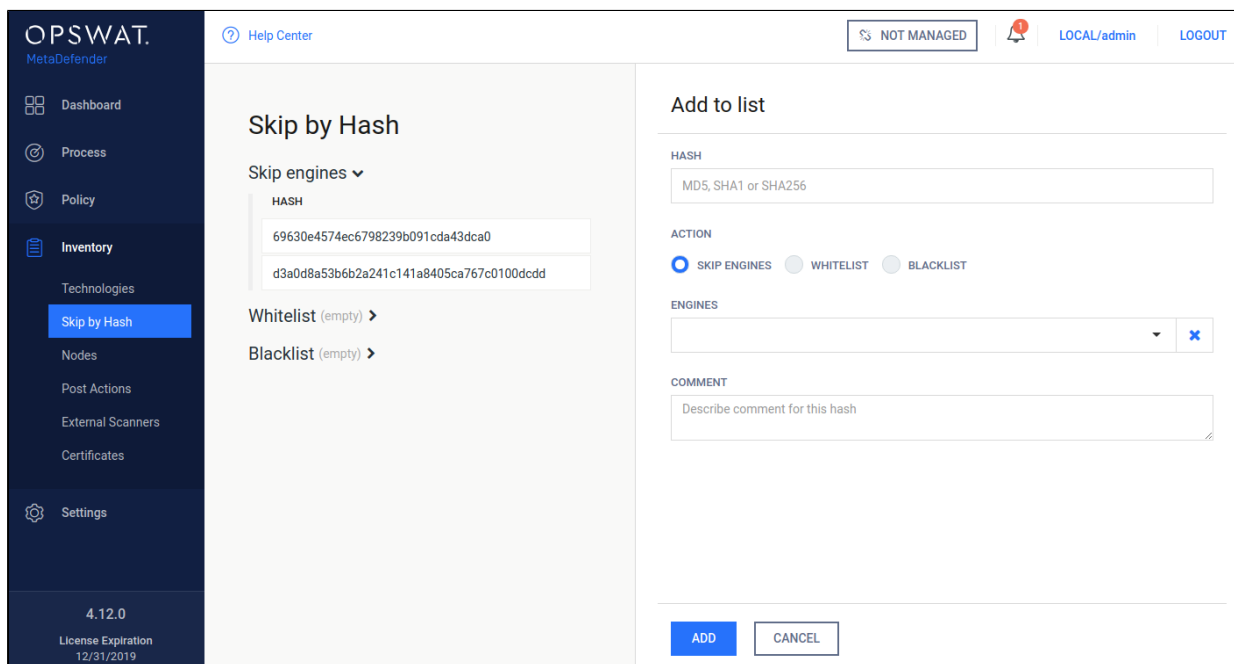 OPSWAT.
MetaDefender
Dashboard
Process
Policy
Inventory
Technologies
Skip by Hash
Nodes
Post Actions
External Scanners
Certificates
Settings
4.12.0
License Expiration
12/31/2019
? Help Center
NOT MANAGED
1
LOCAL/admin
LOGOUT
Skip by Hash
Skip engines
HASH
69630e4574ec6798239b091cda43dca0
d3a0d8a53b6b2a241c141a8405ca767c0100dcdd
Whitelist (empty)
Blacklist (empty)
Add to list
HASH
MD5, SHA1 or SHA256
ACTION
SKIP ENGINES WHITELIST BLACKLIST
ENGINES
COMMENT
Describe comment for this hash
ADD CANCEL